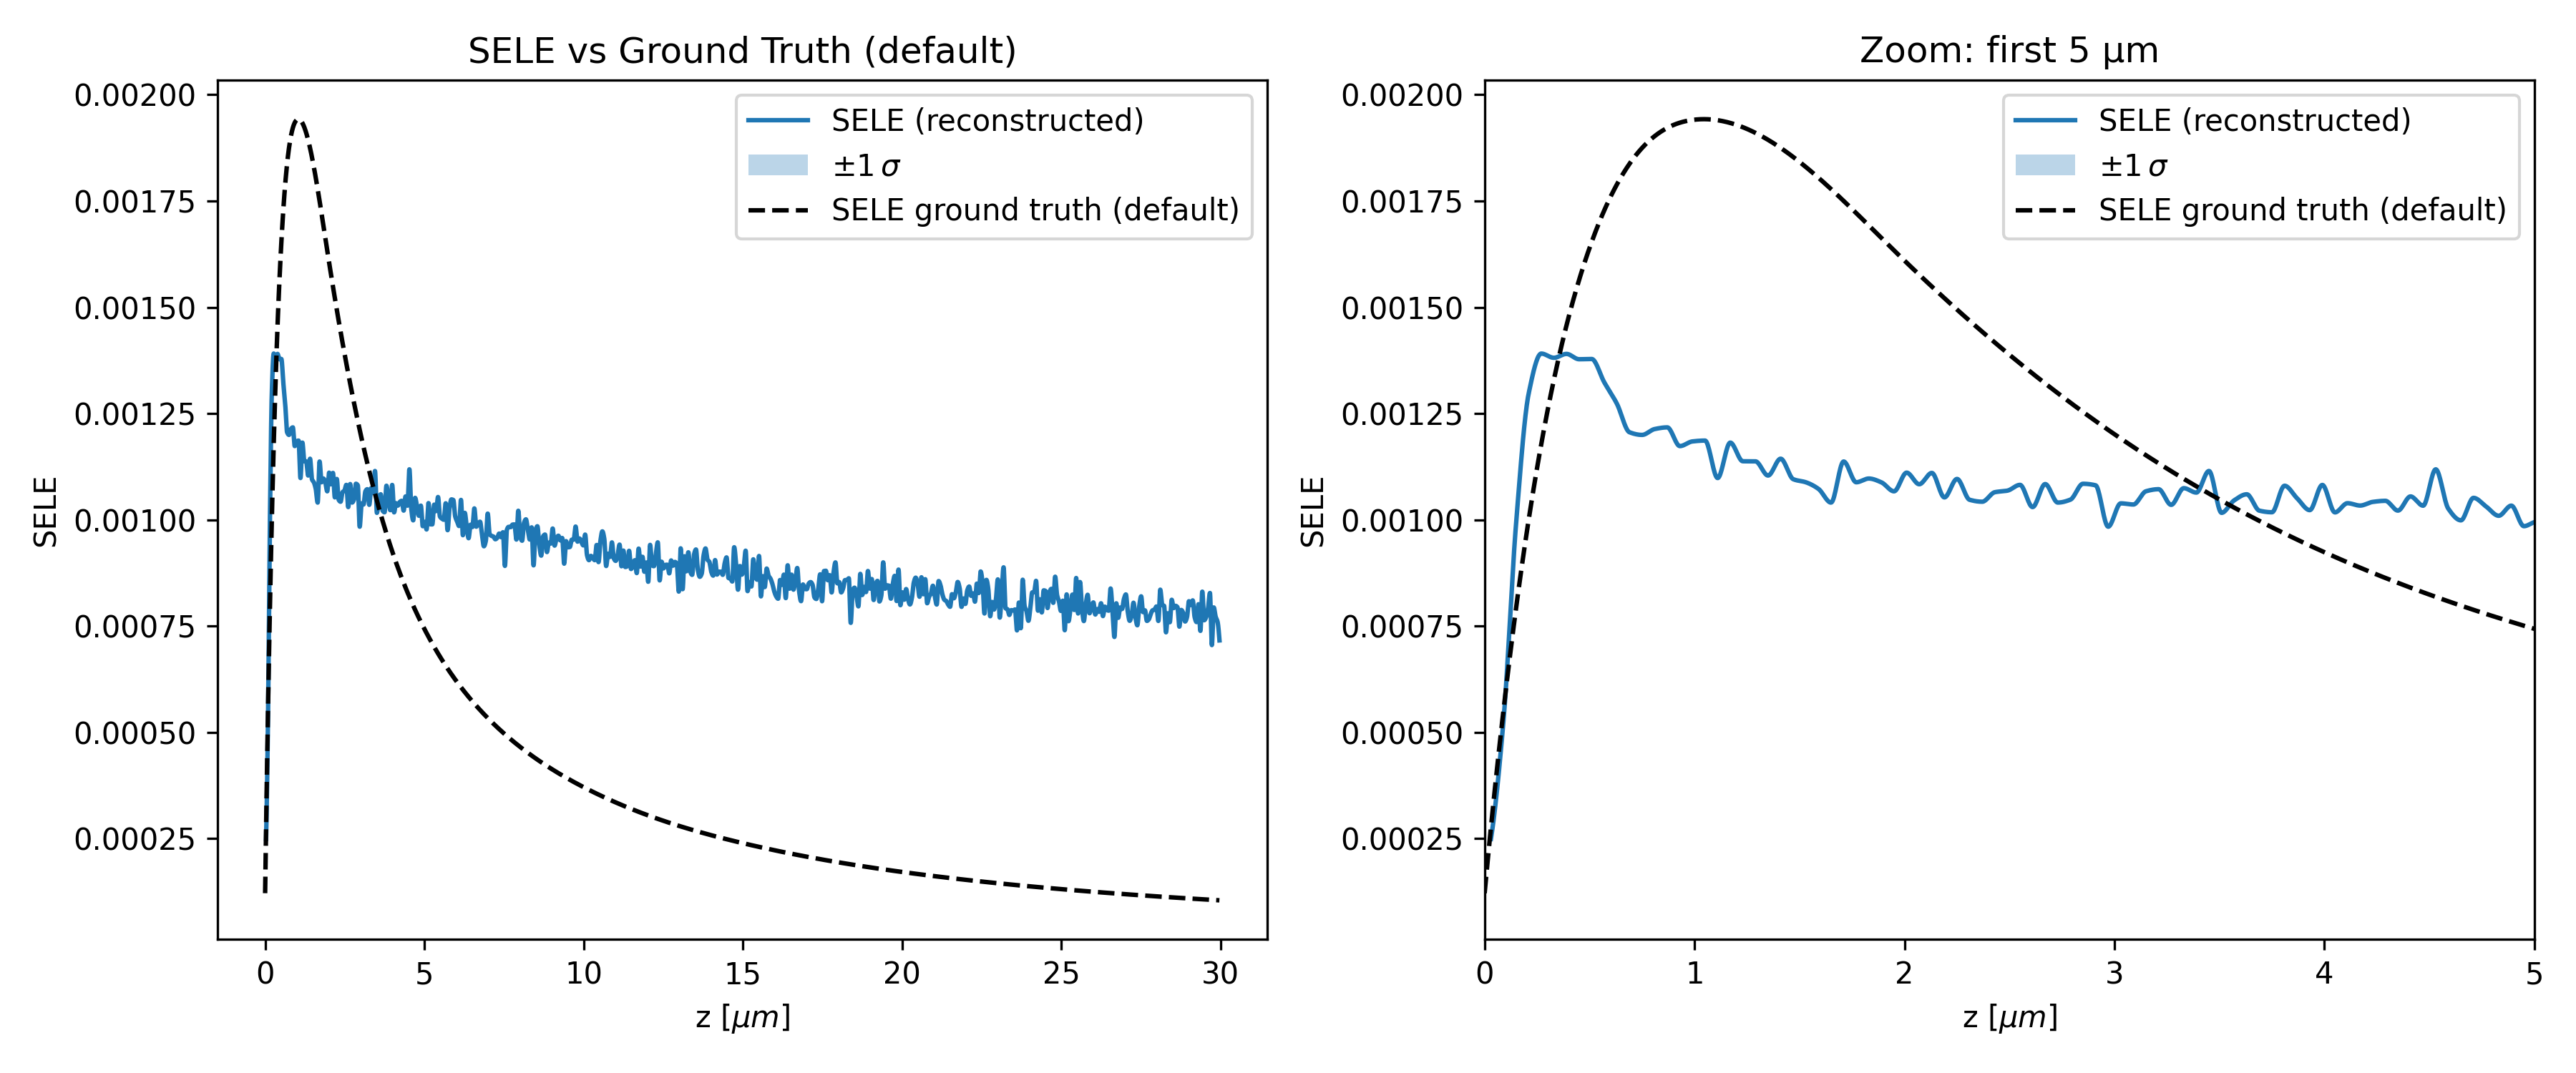 SELE vs Ground Truth (default)
SELE (reconstructed)
±1 σ
SELE ground truth (default)
0.00200
0.00175
0.00150
0.00125
0.00100
0.00075
0.00050
0.00025
SELE
0 5 10 15 20 25 30
z [μm]
Zoom: first 5 μm
SELE (reconstructed)
±1 σ
SELE ground truth (default)
0.00200
0.00175
0.00150
0.00125
0.00100
0.00075
0.00050
0.00025
SELE
0 1 2 3 4 5
z [μm]